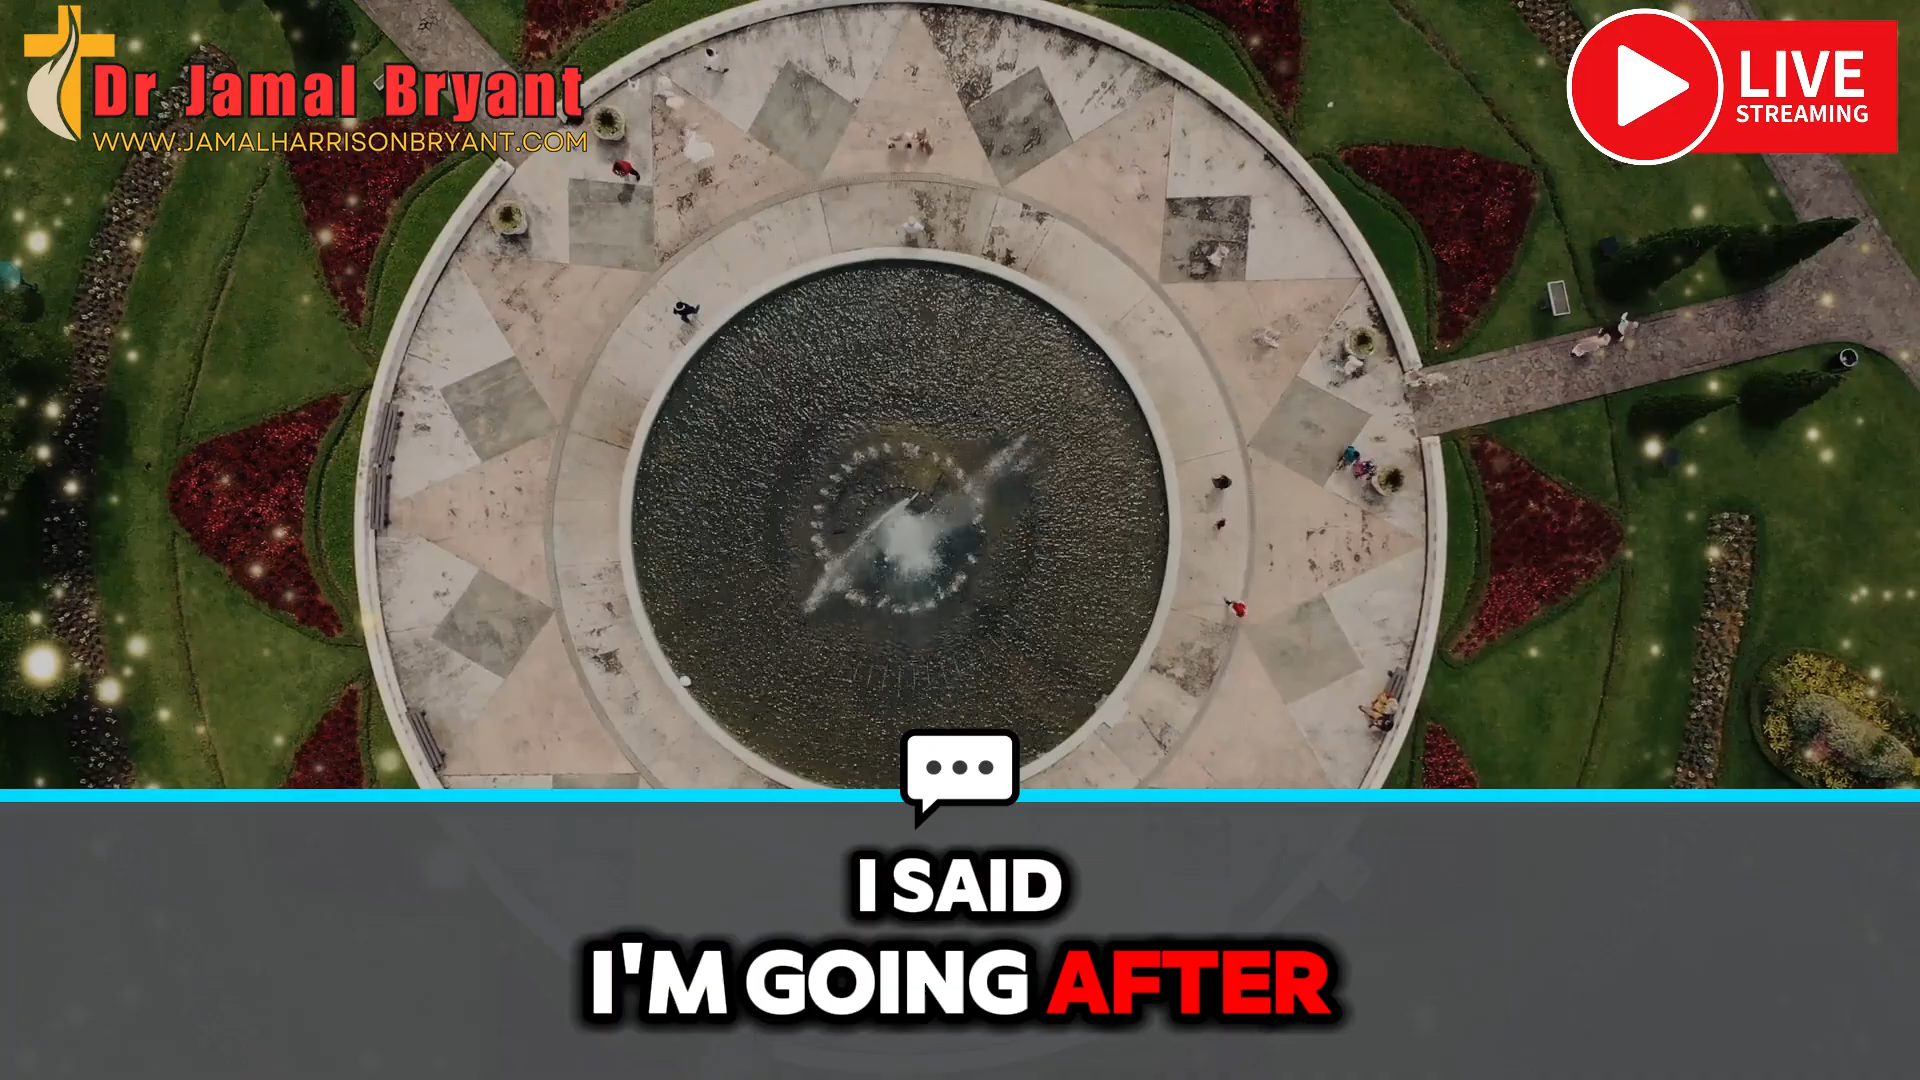 Dr Jamal Bryant
WWW.JAMALHARRISONBRYANT.COM
LIVE
STREAMING
I SAID
I'M GOING AFTER